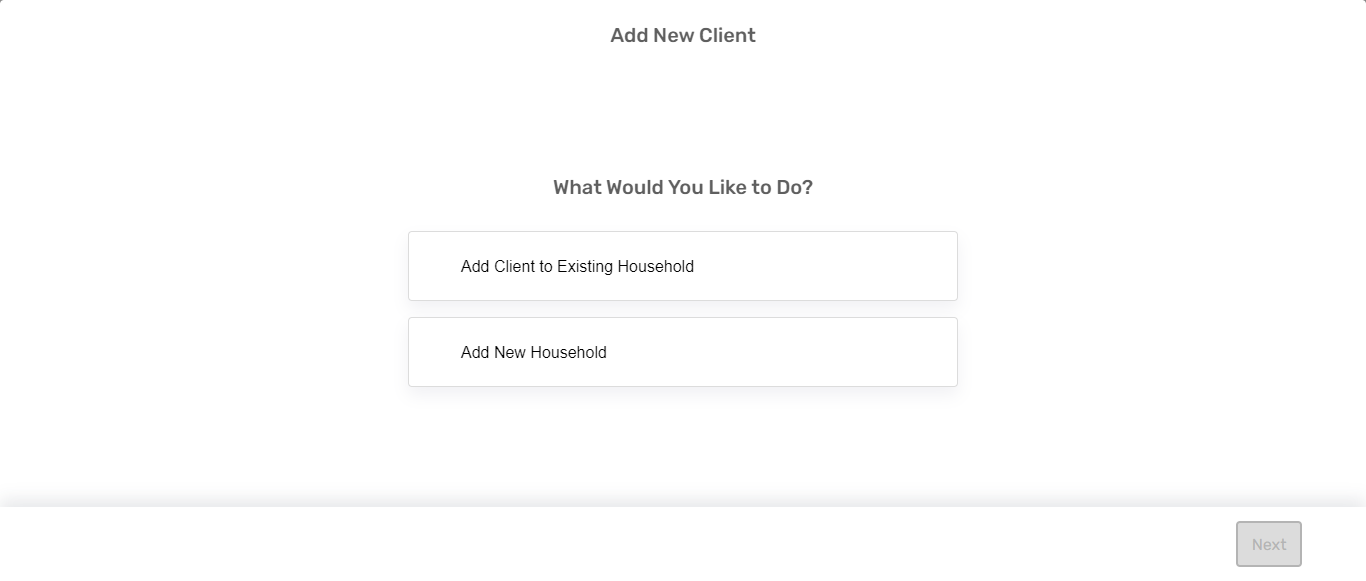 Add New Client
What Would You Like to Do?
Add Client to Existing Household
Add New Household
Next